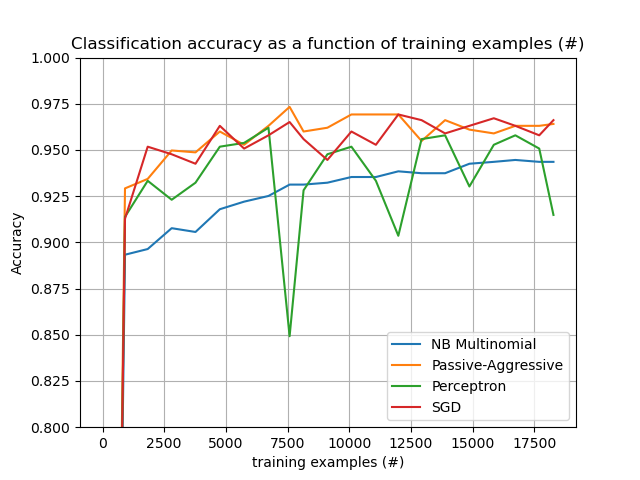 Classification accuracy as a function of training examples (#)
1.000
0.975
0.950
0.925
0.900
0.875
0.850
0.825
0.800
Accuracy
NB Multinomial
Passive-Aggressive
Perceptron
SGD
0 2500 5000 7500 10000 12500 15000 17500
training examples (#)